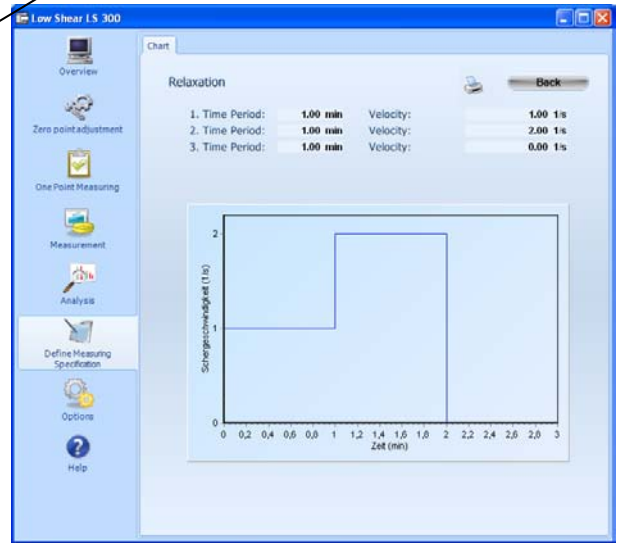 Low Shear LS 300
Overview
Zero point adjustment
One Point Measuring
Measurement
Analysis
Define Measuring
Specification
Options
Help
Chart
Relaxation
Back
1. Time Period: 1.00 min Velocity: 1.00 1/s
2. Time Period: 1.00 min Velocity: 2.00 1/s
3. Time Period: 1.00 min Velocity: 0.00 1/s
Schergeschwindigkeit (1/s)
2
1
0
0 0,2 0,4 0,6 0,8 1 1,2 1,4 1,6 1,8 2 2,2 2,4 2,6 2,8 3
Zeit (min)